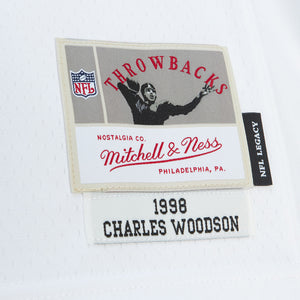 THROWBACKS
NFL
NOSTALGIA CO.
Mitchell & Ness
PHILADELPHIA, PA.
NFL LEGACY
1998
CHARLES WOODSON